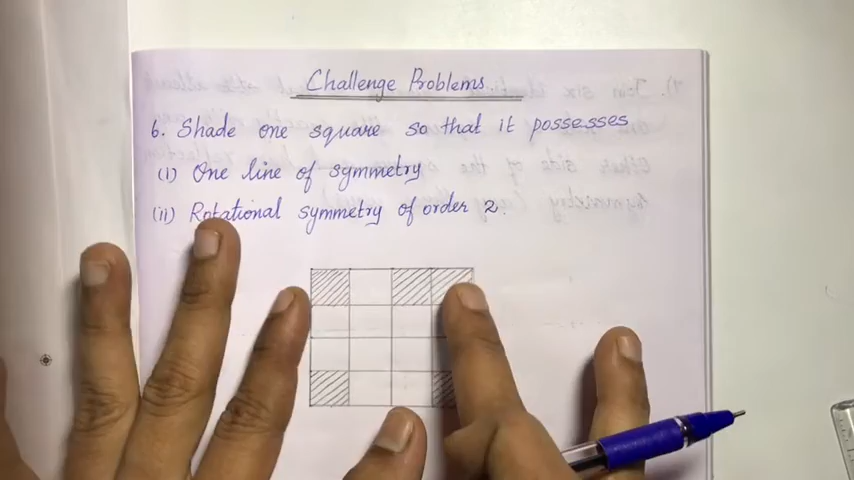 Challenge Problems
6. Shade one square so that it possesses
(i) One line of symmetry
(ii) Rotational symmetry of order 2.